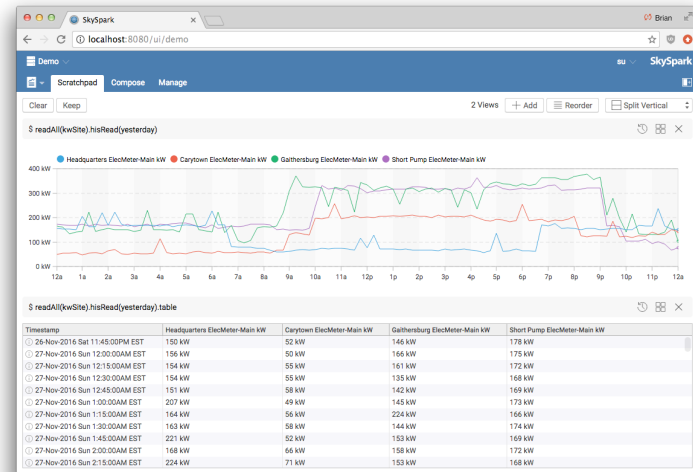 SkySpark
Brian
localhost:8080/ui/demo
Demo
su
SkySpark
Scratchpad Compose Manage
Clear Keep 2 Views + Add Reorder Split Vertical
$ readAll(kwSite).hisRead(yesterday)
Headquarters ElecMeter-Main kW Carytown ElecMeter-Main kW Gaithersburg ElecMeter-Main kW Short Pump ElecMeter-Main kW
400 kW
300 kW
200 kW
100 kW
0 kW
12a 1a 2a 3a 4a 5a 6a 7a 8a 9a 10a 11a 12p 1p 2p 3p 4p 5p 6p 7p 8p 9p 10p 11p 12a
$ readAll(kwSite).hisRead(yesterday).table
Timestamp Headquarters ElecMeter-Main kW Carytown ElecMeter-Main kW Gaithersburg ElecMeter-Main kW Short Pump ElecMeter-Main kW
26-Nov-2016 Sat 11:45:00PM EST 150 kW 52 kW 146 kW 178 kW
27-Nov-2016 Sun 12:00:00AM EST 156 kW 50 kW 166 kW 175 kW
27-Nov-2016 Sun 12:15:00AM EST 154 kW 55 kW 161 kW 172 kW
27-Nov-2016 Sun 12:30:00AM EST 154 kW 55 kW 135 kW 168 kW
27-Nov-2016 Sun 12:45:00AM EST 151 kW 58 kW 142 kW 169 kW
27-Nov-2016 Sun 1:00:00AM EST 207 kW 49 kW 145 kW 173 kW
27-Nov-2016 Sun 1:15:00AM EST 164 kW 56 kW 224 kW 166 kW
27-Nov-2016 Sun 1:30:00AM EST 163 kW 58 kW 144 kW 174 kW
27-Nov-2016 Sun 1:45:00AM EST 221 kW 52 kW 153 kW 169 kW
27-Nov-2016 Sun 2:00:00AM EST 168 kW 66 kW 158 kW 172 kW
27-Nov-2016 Sun 2:15:00AM EST 224 kW 71 kW 153 kW 168 kW